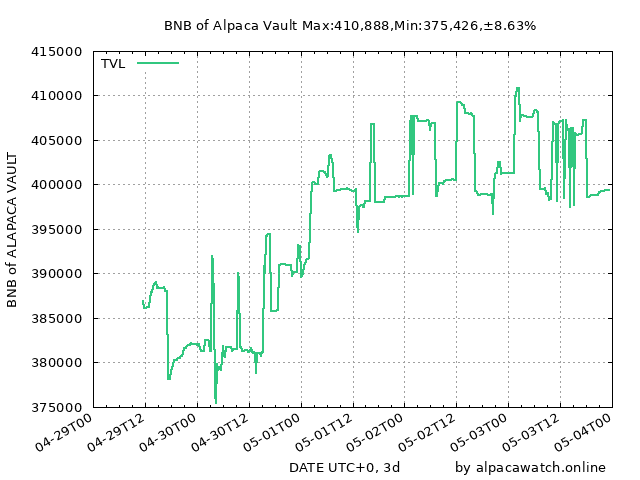 BNB of Alpaca Vault Max:410,888,Min:375,426,±8.63%
TVL
415000
410000
405000
400000
395000
390000
385000
380000
375000
BNB of ALAPACA VAULT
04-29T00
04-29T12
04-30T00
04-30T12
05-01T00
05-01T12
05-02T00
05-02T12
05-03T00
05-03T12
05-04T00
DATE UTC+0, 3d
by alpacawatch.online